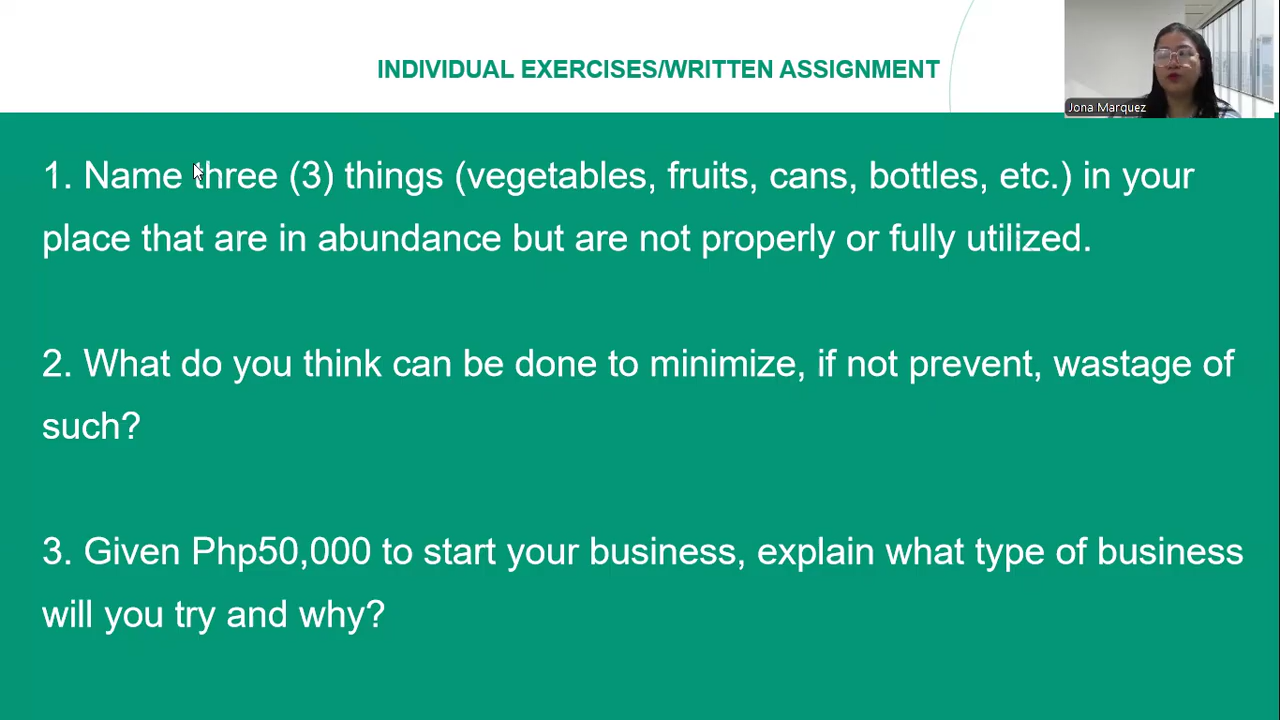 INDIVIDUAL EXERCISES/WRITTEN ASSIGNMENT
Jona Marquez
1. Name three (3) things (vegetables, fruits, cans, bottles, etc.) in your
place that are in abundance but are not properly or fully utilized.
2. What do you think can be done to minimize, if not prevent, wastage of
such?
3. Given Php50,000 to start your business, explain what type of business
will you try and why?